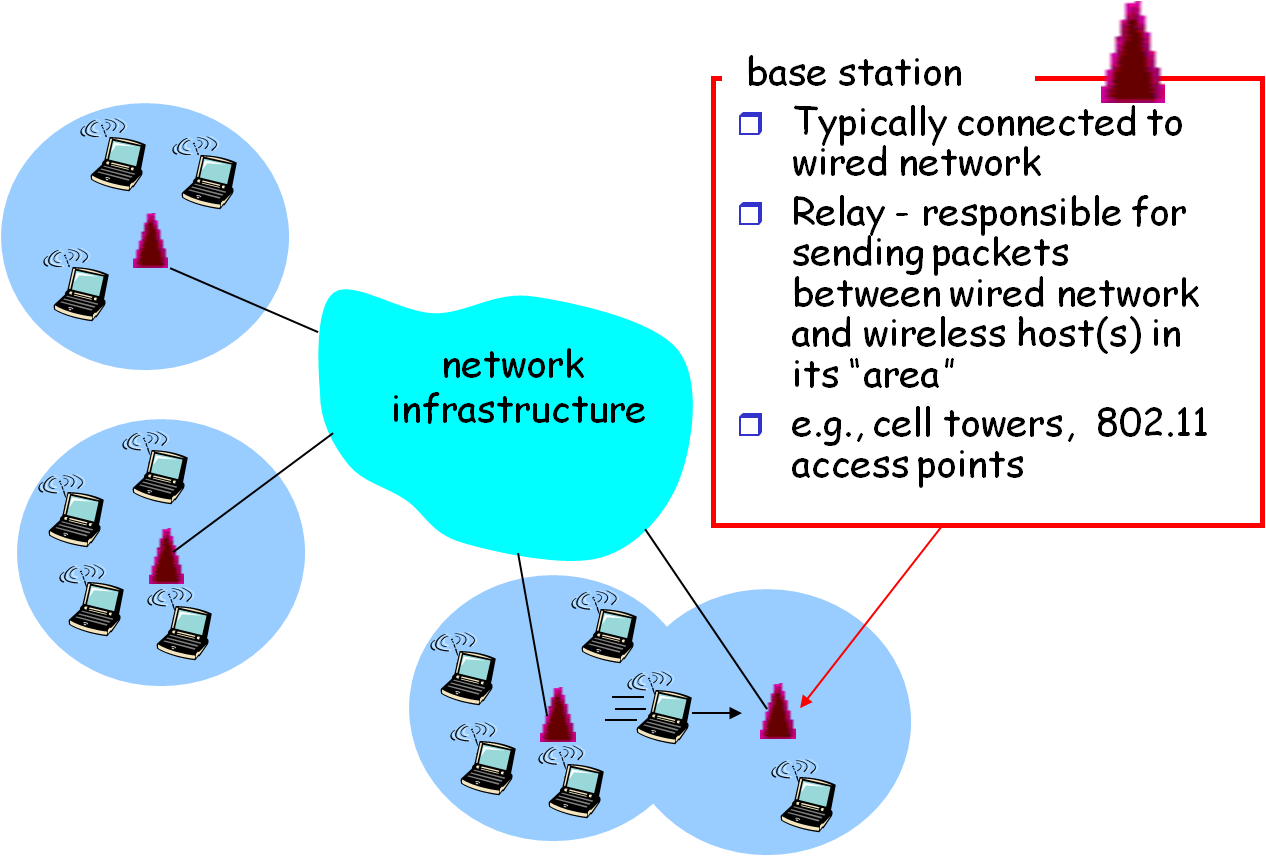 base station
Typically connected to
wired network
Relay - responsible for
sending packets
between wired network
and wireless host(s) in
its “area”
e.g., cell towers, 802.11
access points
network
infrastructure